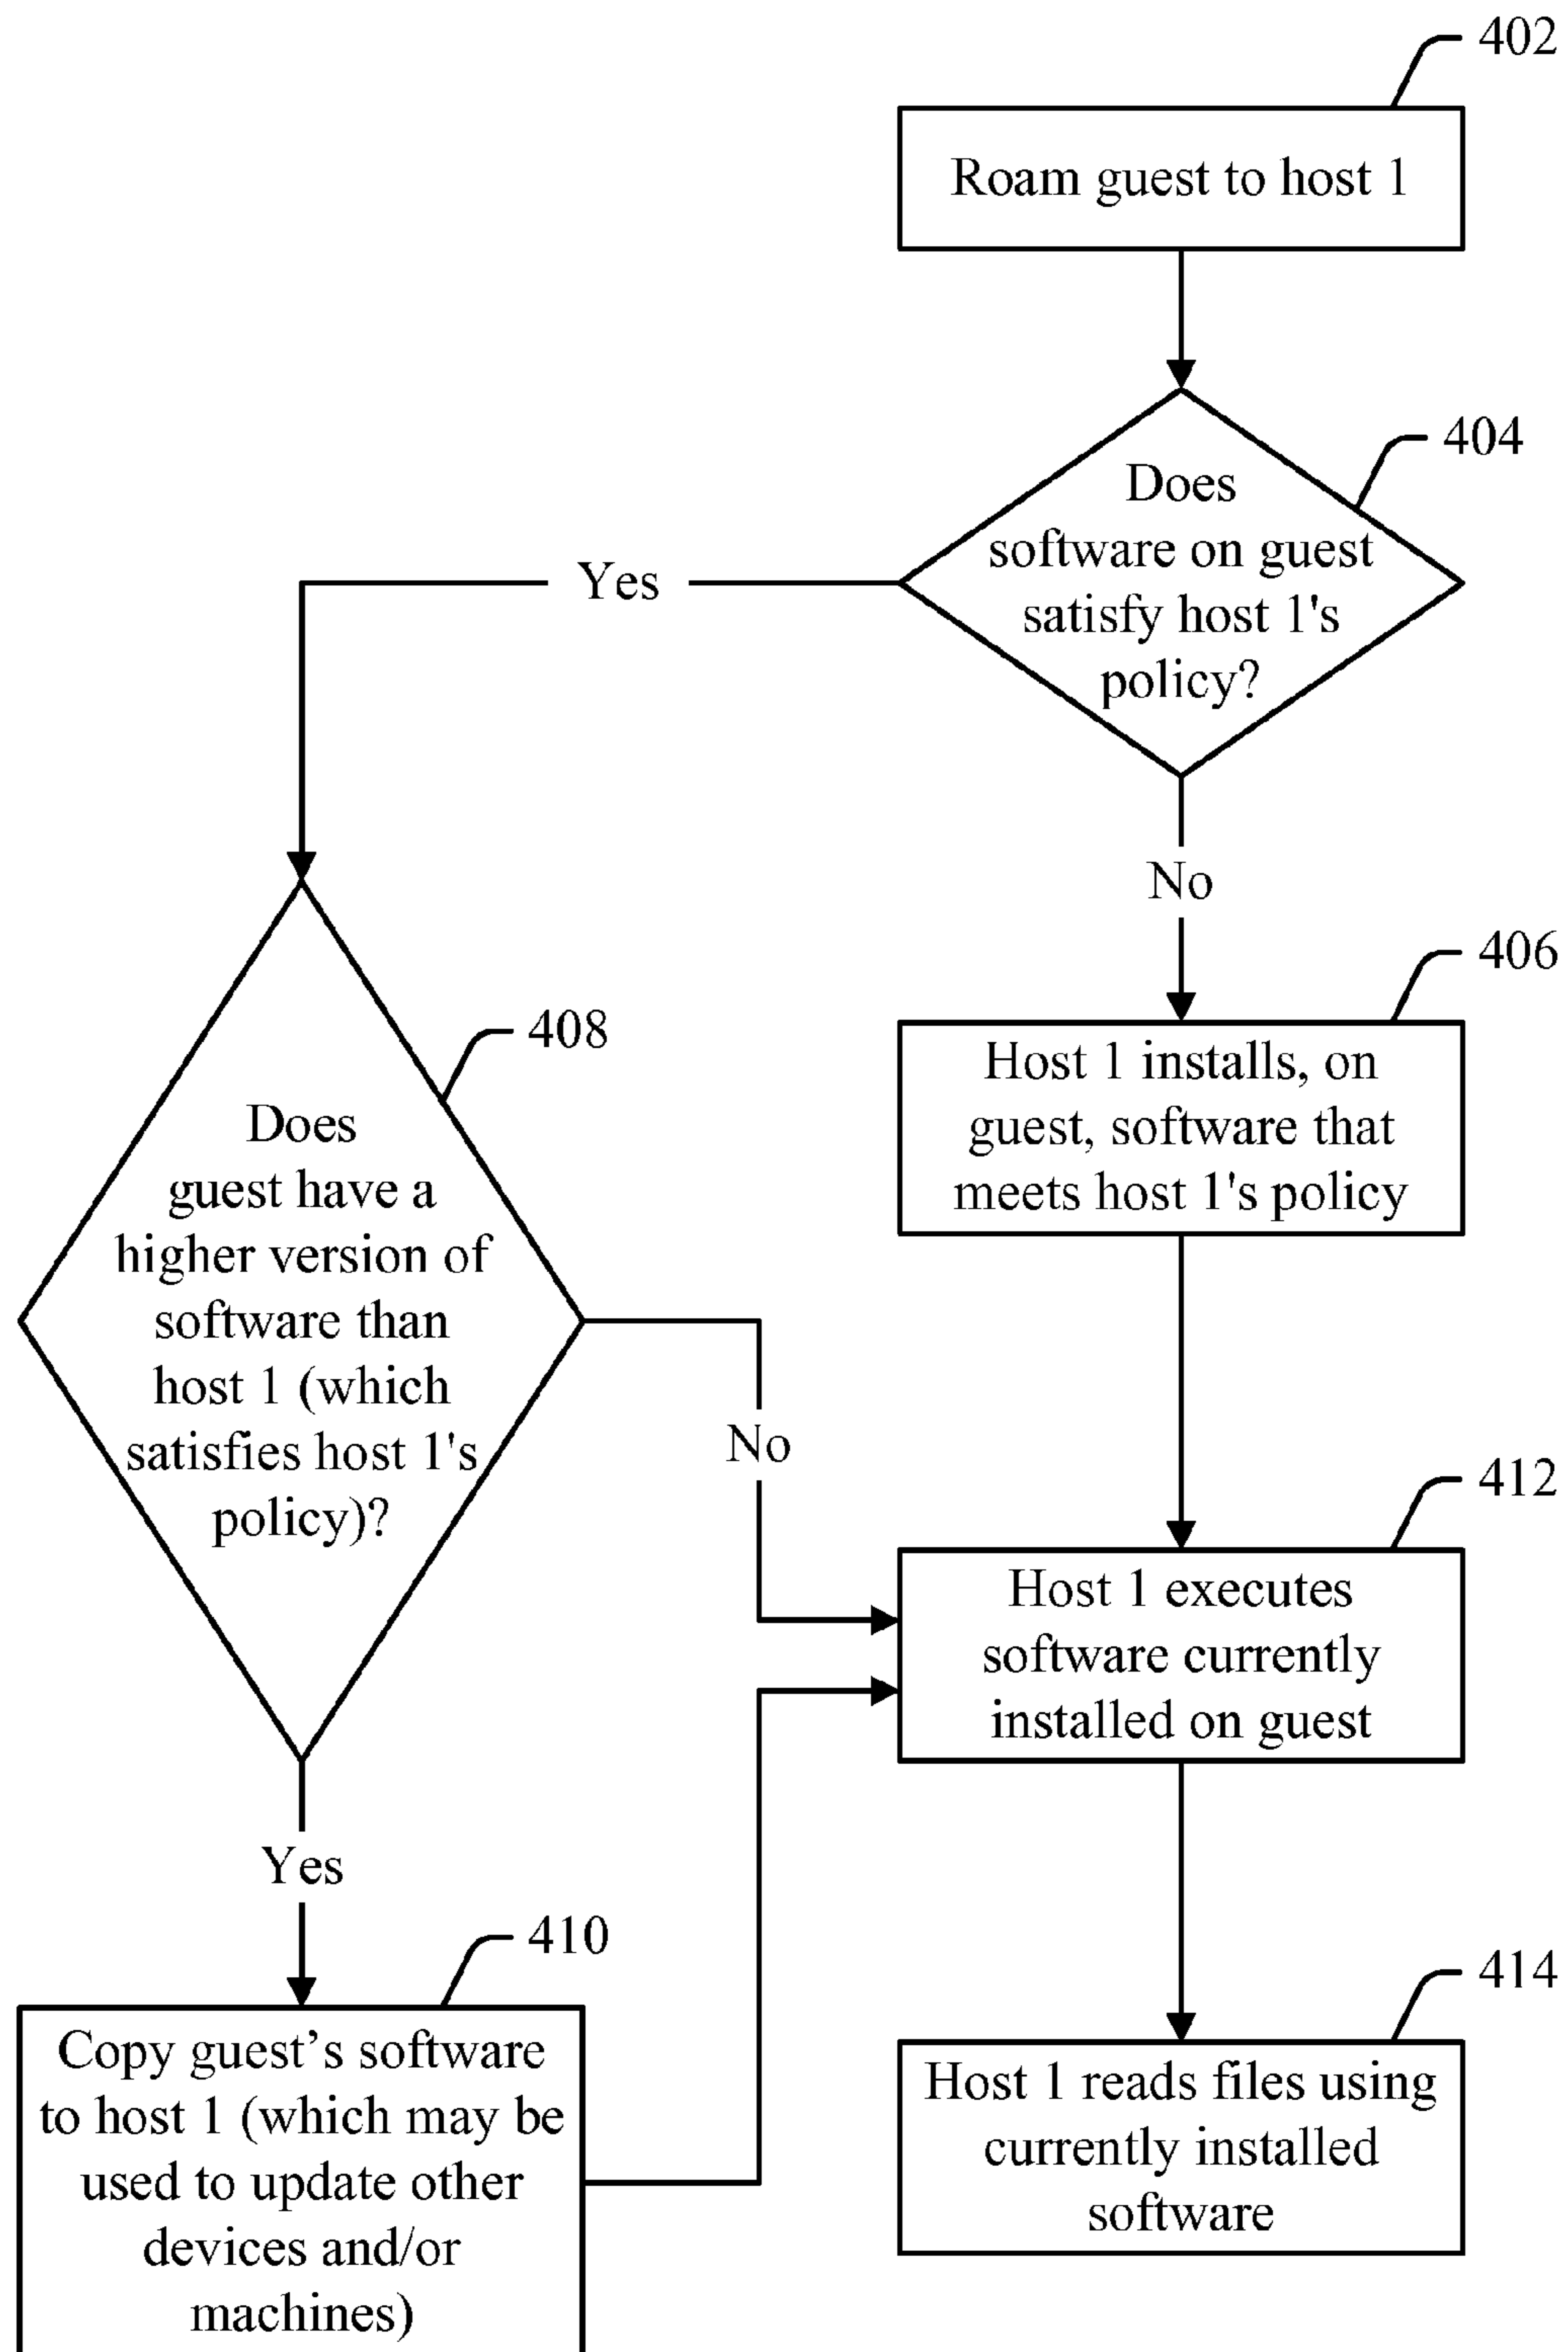 402
Roam guest to host 1
404
Does
software on guest
satisfy host 1's
policy?
Yes
No
406
Host 1 installs, on
guest, software that
meets host 1's policy
408
Does
guest have a
higher version of
software than
host 1 (which
satisfies host 1's
policy)?
No
Yes
412
Host 1 executes
software currently
installed on guest
410
Copy guest’s software
to host 1 (which may be
used to update other
devices and/or
machines)
414
Host 1 reads files using
currently installed
software